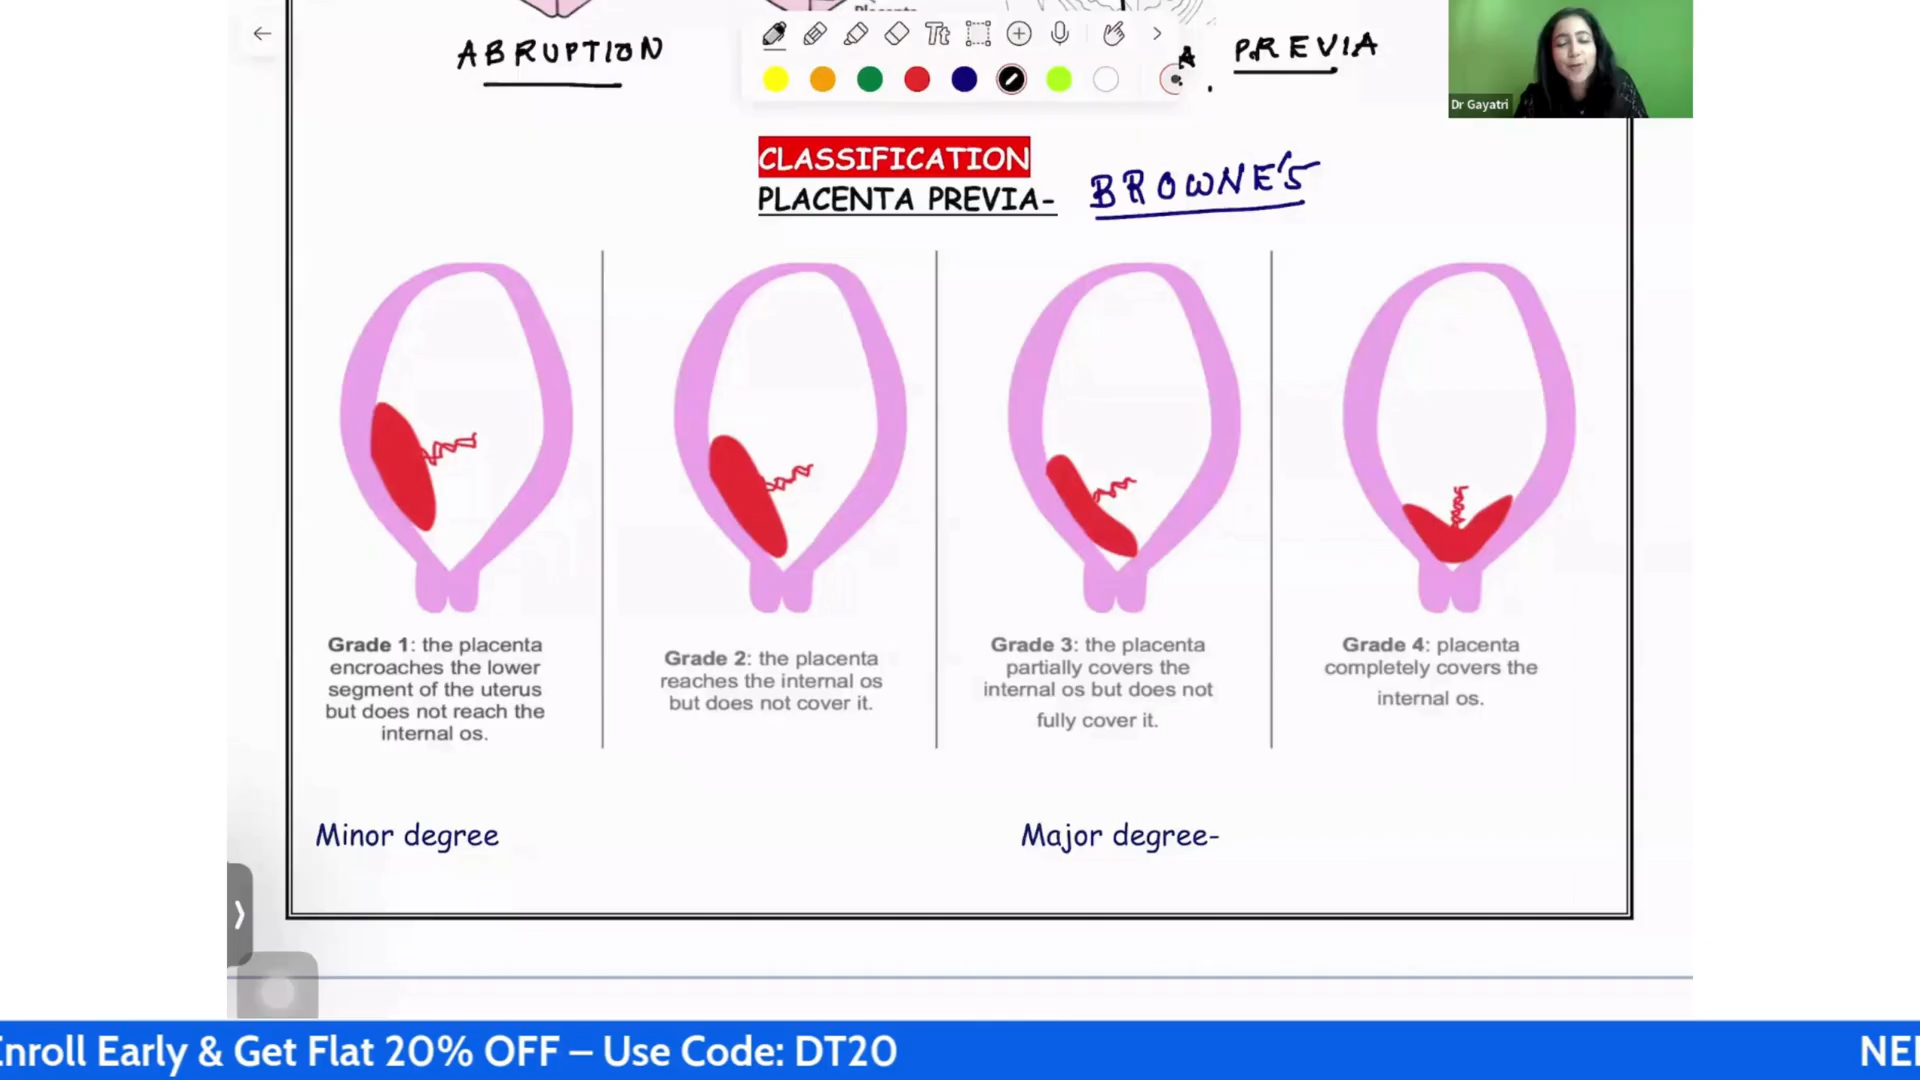 ABRUPTION
Tt
PREVIA
Dr Gayatri
CLASSIFICATION
PLACENTA PREVIA- BROWNE'S
Grade 1: the placenta
encroaches the lower
segment of the uterus
but does not reach the
internal os.
Grade 2: the placenta
reaches the internal os
but does not cover it.
Grade 3: the placenta
partially covers the
internal os but does not
fully cover it.
Grade 4: placenta
completely covers the
internal os.
Minor degree
Major degree-
Enroll Early & Get Flat 20% OFF – Use Code: DT20